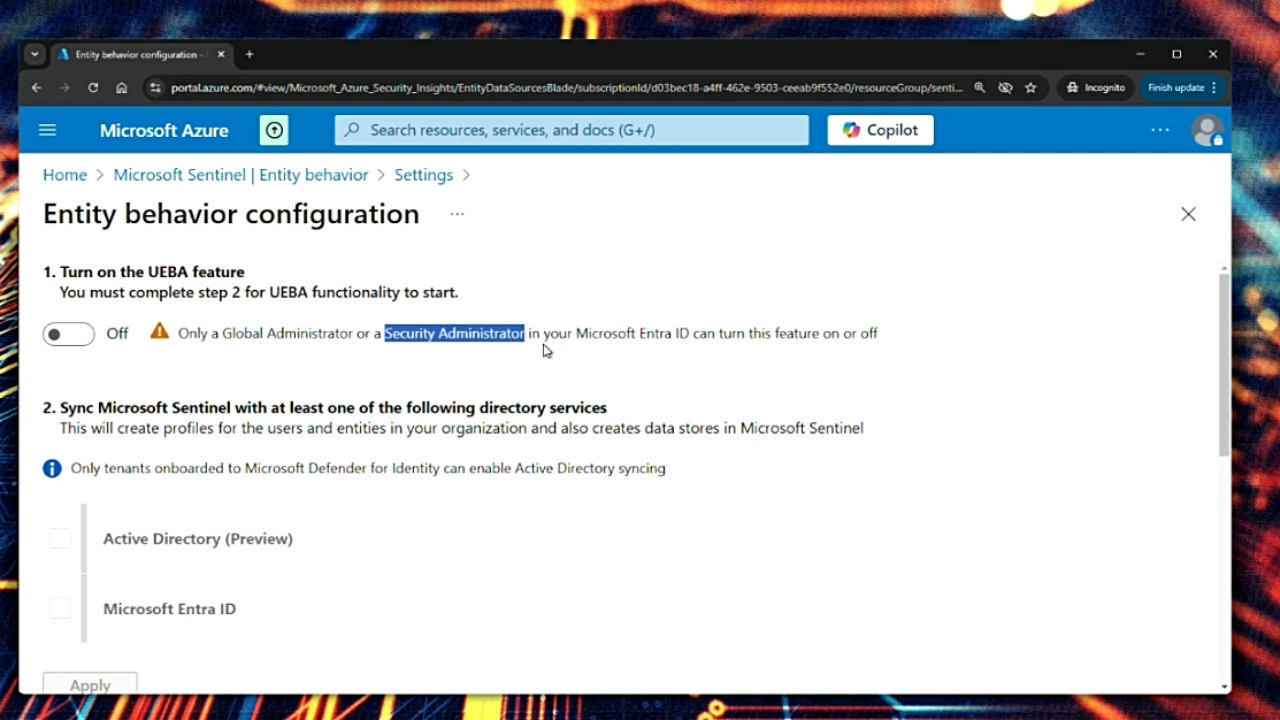 Entity behavior configuration -
portal.azure.com/#view/Microsoft_Azure_Security_Insights/EntityDataSourcesBlade/subscriptionId/d03bec18-a4ff-462e-9503-ceeab9f552e0/resourceGroup/senti...
Incognito
Finish update
Microsoft Azure
Search resources, services, and docs (G+/)
Copilot
Home > Microsoft Sentinel | Entity behavior > Settings >
Entity behavior configuration ...
1. Turn on the UEBA feature
You must complete step 2 for UEBA functionality to start.
Off Only a Global Administrator or a Security Administrator in your Microsoft Entra ID can turn this feature on or off
2. Sync Microsoft Sentinel with at least one of the following directory services
This will create profiles for the users and entities in your organization and also creates data stores in Microsoft Sentinel
Only tenants onboarded to Microsoft Defender for Identity can enable Active Directory syncing
Active Directory (Preview)
Microsoft Entra ID
Apply